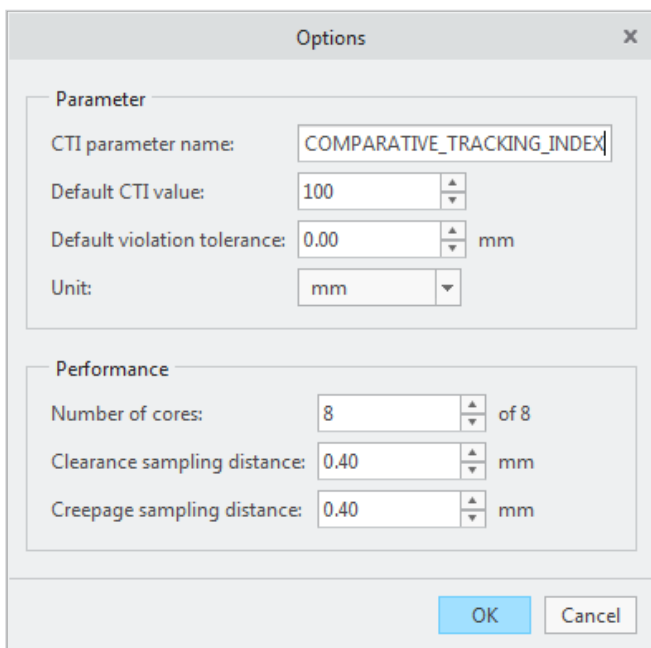 Options
Parameter
CTI parameter name: COMPARATIVE_TRACKING_INDEX
Default CTI value: 100
Default violation tolerance: 0.00 mm
Unit: mm
Performance
Number of cores: 8 of 8
Clearance sampling distance: 0.40 mm
Creepage sampling distance: 0.40 mm
OK Cancel